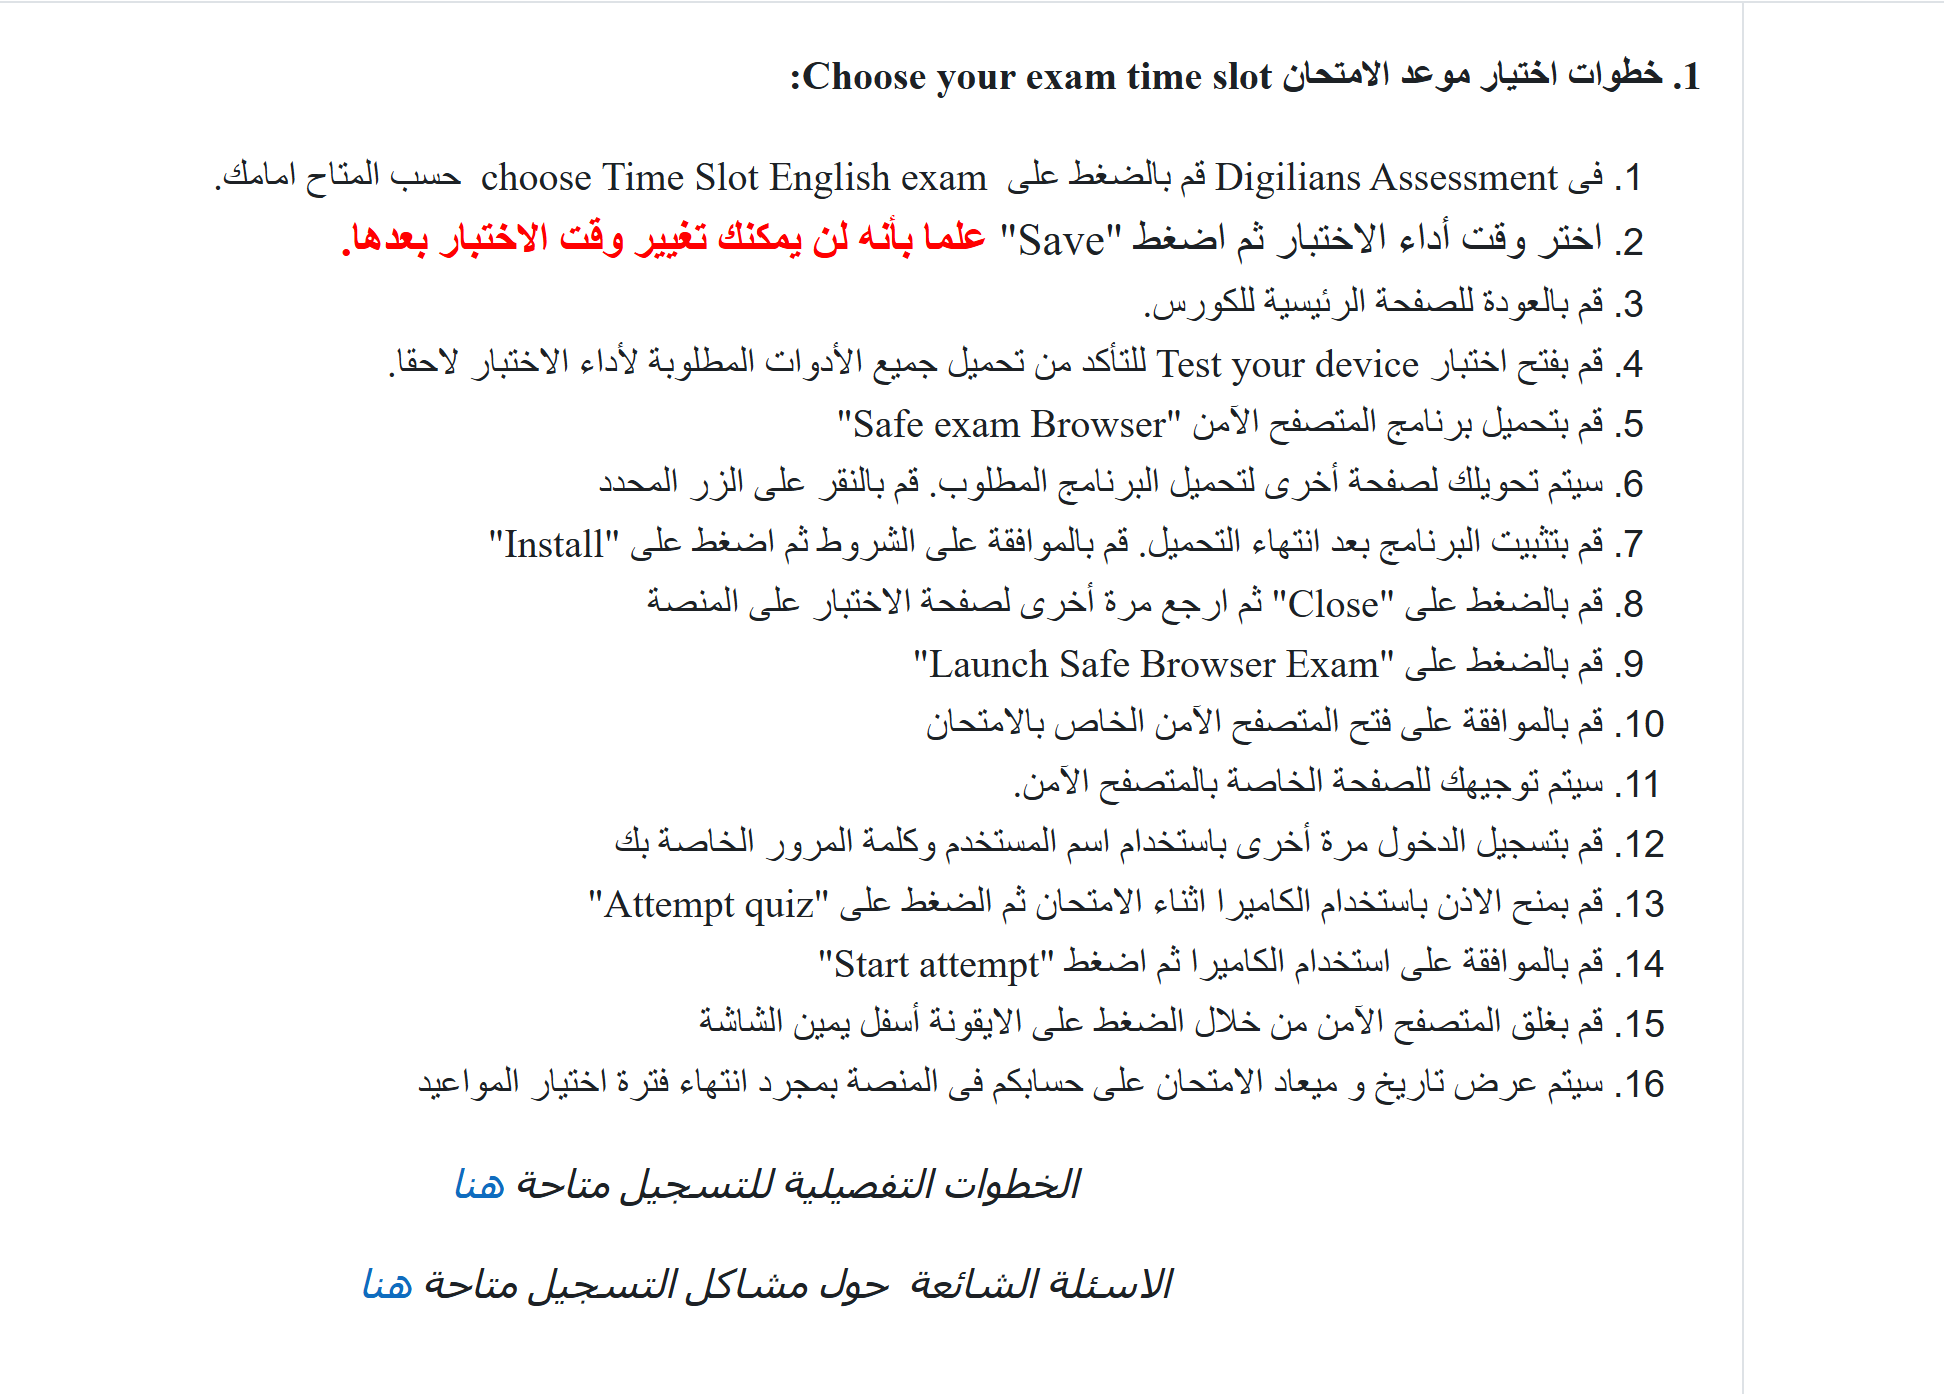 1. خطوات اختيار موعد الامتحان Choose your exam time slot:
1. فى Digilians Assessment قم بالضغط على choose Time Slot English exam حسب المتاح امامك.
2. اختر وقت أداء الاختبار ثم اضغط "Save" علما بأنه لن يمكنك تغيير وقت الاختبار بعدها.
3. قم بالعودة للصفحة الرئيسية للكورس.
4. قم بفتح اختبار Test your device للتأكد من تحميل جميع الأدوات المطلوبة لأداء الاختبار لاحقا.
5. قم بتحميل برنامج المتصفح الآمن "Safe exam Browser"
6. سيتم تحويلك لصفحة أخرى لتحميل البرنامج المطلوب. قم بالنقر على الزر المحدد
7. قم بتثبيت البرنامج بعد انتهاء التحميل. قم بالموافقة على الشروط ثم اضغط على "Install"
8. قم بالضغط على "Close" ثم ارجع مرة أخرى لصفحة الاختبار على المنصة
9. قم بالضغط على "Launch Safe Browser Exam"
10. قم بالموافقة على فتح المتصفح الآمن الخاص بالامتحان
11. سيتم توجيهك للصفحة الخاصة بالمتصفح الآمن.
12. قم بتسجيل الدخول مرة أخرى باستخدام اسم المستخدم وكلمة المرور الخاصة بك
13. قم بمنح الاذن باستخدام الكاميرا اثناء الامتحان ثم الضغط على "Attempt quiz"
14. قم بالموافقة على استخدام الكاميرا ثم اضغط "Start attempt"
15. قم بغلق المتصفح الآمن من خلال الضغط على الايقونة أسفل يمين الشاشة
16. سيتم عرض تاريخ و ميعاد الامتحان على حسابكم فى المنصة بمجرد انتهاء فترة اختيار المواعيد
الخطوات التفصيلية للتسجيل متاحة هنا
الاسئلة الشائعة حول مشاكل التسجيل متاحة هنا